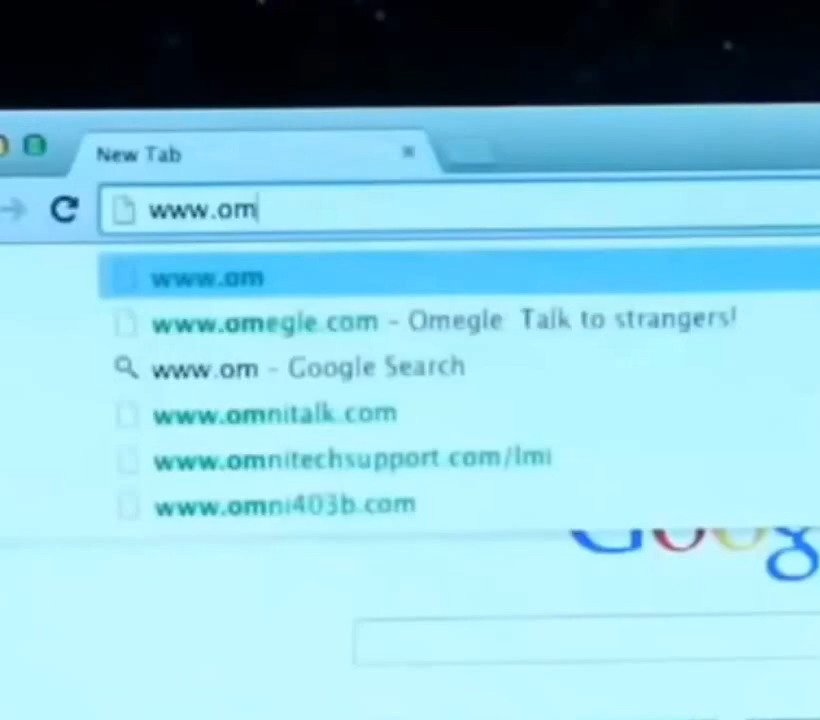 New Tab
www.om
www.om
www.omegle.com - Omegle Talk to strangers!
www.om - Google Search
www.omnitalk.com
www.omnitechsupport.com/lmi
www.omni403b.com
Goog